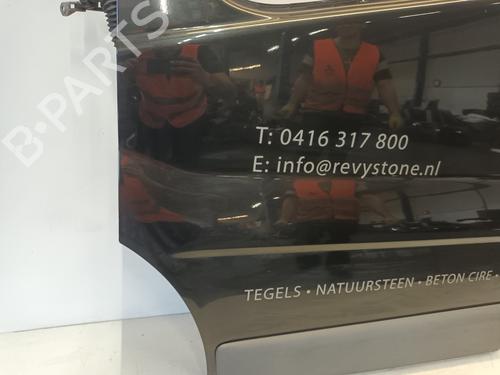 B-PARTS
T: 0416 317 800
E: info@revystone.nl
TEGELS • NATUURSTEEN • BETON CIRE •